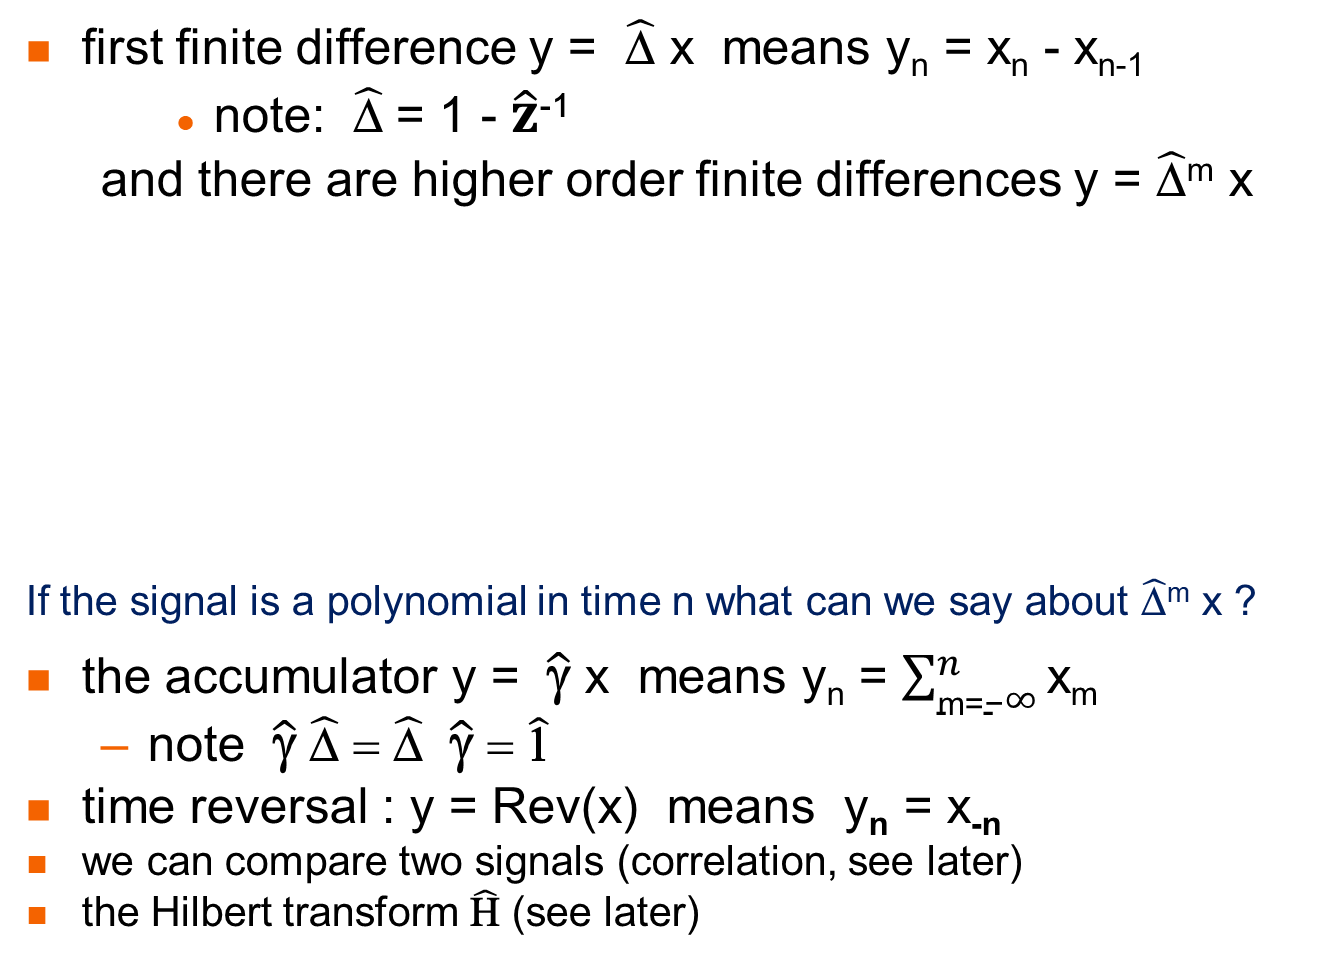 ■ first finite difference y = Δ̂ x means yₙ = xₙ - xₙ₋₁
• note: Δ̂ = 1 - ẑ⁻¹
and there are higher order finite differences y = Δ̂ᵐ x
If the signal is a polynomial in time n what can we say about Δ̂ᵐ x ?
■ the accumulator y = γ̂ x means yₙ = ∑ⁿₘ₌₋∞ xₘ
– note γ̂ Δ̂ = Δ̂ γ̂ = 1̂
■ time reversal : y = Rev(x) means yₙ = x₋ₙ
■ we can compare two signals (correlation, see later)
■ the Hilbert transform Ĥ (see later)